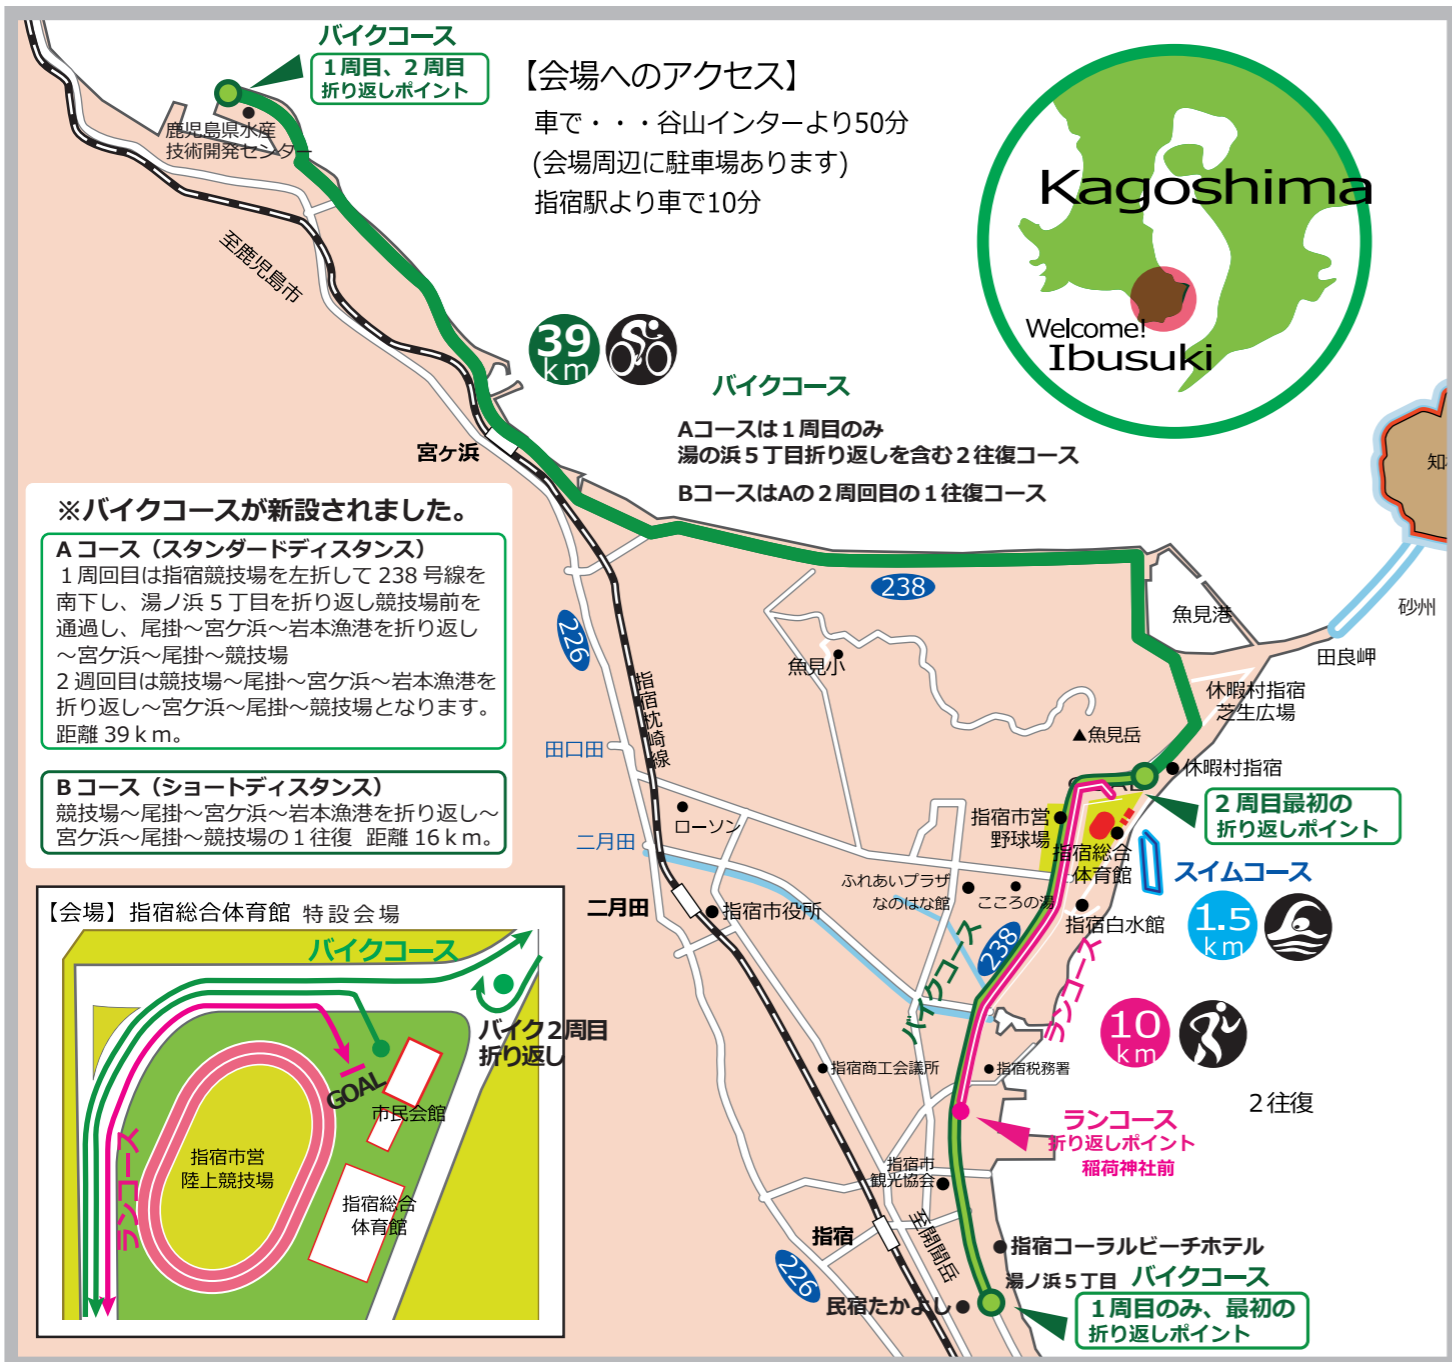 バイクコース
1周目、2周目
折り返しポイント
鹿児島県水産
技術開発センター
【会場へのアクセス】
車で・・・谷山インターより50分
(会場周辺に駐車場あります)
指宿駅より車で10分
Kagoshima
Welcome!
Ibusuki
至鹿児島市
39
km
バイクコース
Aコースは1周目のみ
湯の浜5丁目折り返しを含む2往復コース
BコースはAの2周回目の1往復コース
宮ヶ浜
※バイクコースが新設されました。
A コース（スタンダードディスタンス）
1周回目は指宿競技場を左折して 238 号線を
南下し、湯ノ浜 5 丁目を折り返し競技場前を
通過し、尾掛～宮ケ浜～岩本漁港を折り返し
～宮ケ浜～尾掛～競技場
2 週回目は競技場～尾掛～宮ケ浜～岩本漁港を
折り返し～宮ケ浜～尾掛～競技場となります。
距離 39ｋｍ。
B コース（ショートディスタンス）
競技場～尾掛～宮ケ浜～岩本漁港を折り返し～
宮ケ浜～尾掛～競技場の1往復 距離 16ｋｍ。
238
226
指宿枕崎線
魚見小
魚見港
知
砂州
田良岬
休暇村指宿
芝生広場
▲魚見岳
休暇村指宿
田口田
ローソン
二月田
二月田
指宿市役所
指宿市営
野球場
指宿総合
体育館
2 周目最初の
折り返しポイント
スイムコース
1.5
km
ふれあいプラザ
なのはな館
こころの湯
指宿白水館
バイクコース
238
ランコース
10
km
2往復
指宿商工会議所
指宿税務署
ランコース
折り返しポイント
稲荷神社前
指宿市
観光協会
指宿
至開聞岳
226
指宿コーラルビーチホテル
湯ノ浜5丁目
バイクコース
民宿たかよし
1周目のみ、最初の
折り返しポイント
【会場】指宿総合体育館 特設会場
バイクコース
バイク2周目
折り返し
GOAL
市民会館
ランコース
指宿市営
陸上競技場
指宿総合
体育館